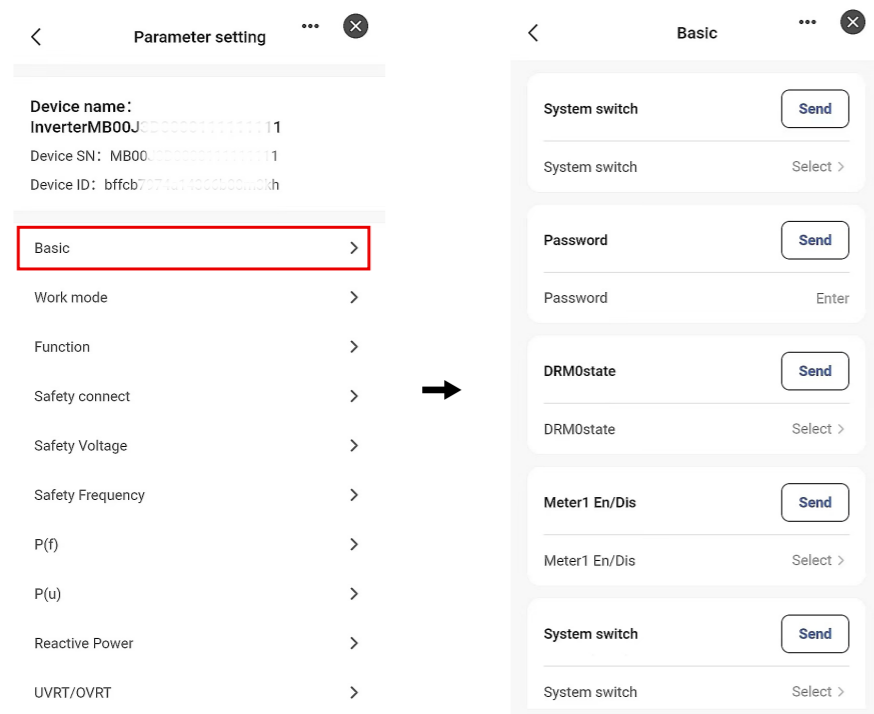 Parameter setting
Device name:
InverterMB00J
Device SN: MB00
Device ID: bffcb7
Basic
Work mode
Function
Safety connect
Safety Voltage
Safety Frequency
P(f)
P(u)
Reactive Power
UVRT/OVRT
Basic
System switch Send
System switch Select
Password Send
Password Enter
DRM0state Send
DRM0state Select
Meter1 En/Dis Send
Meter1 En/Dis Select
System switch Send
System switch Select